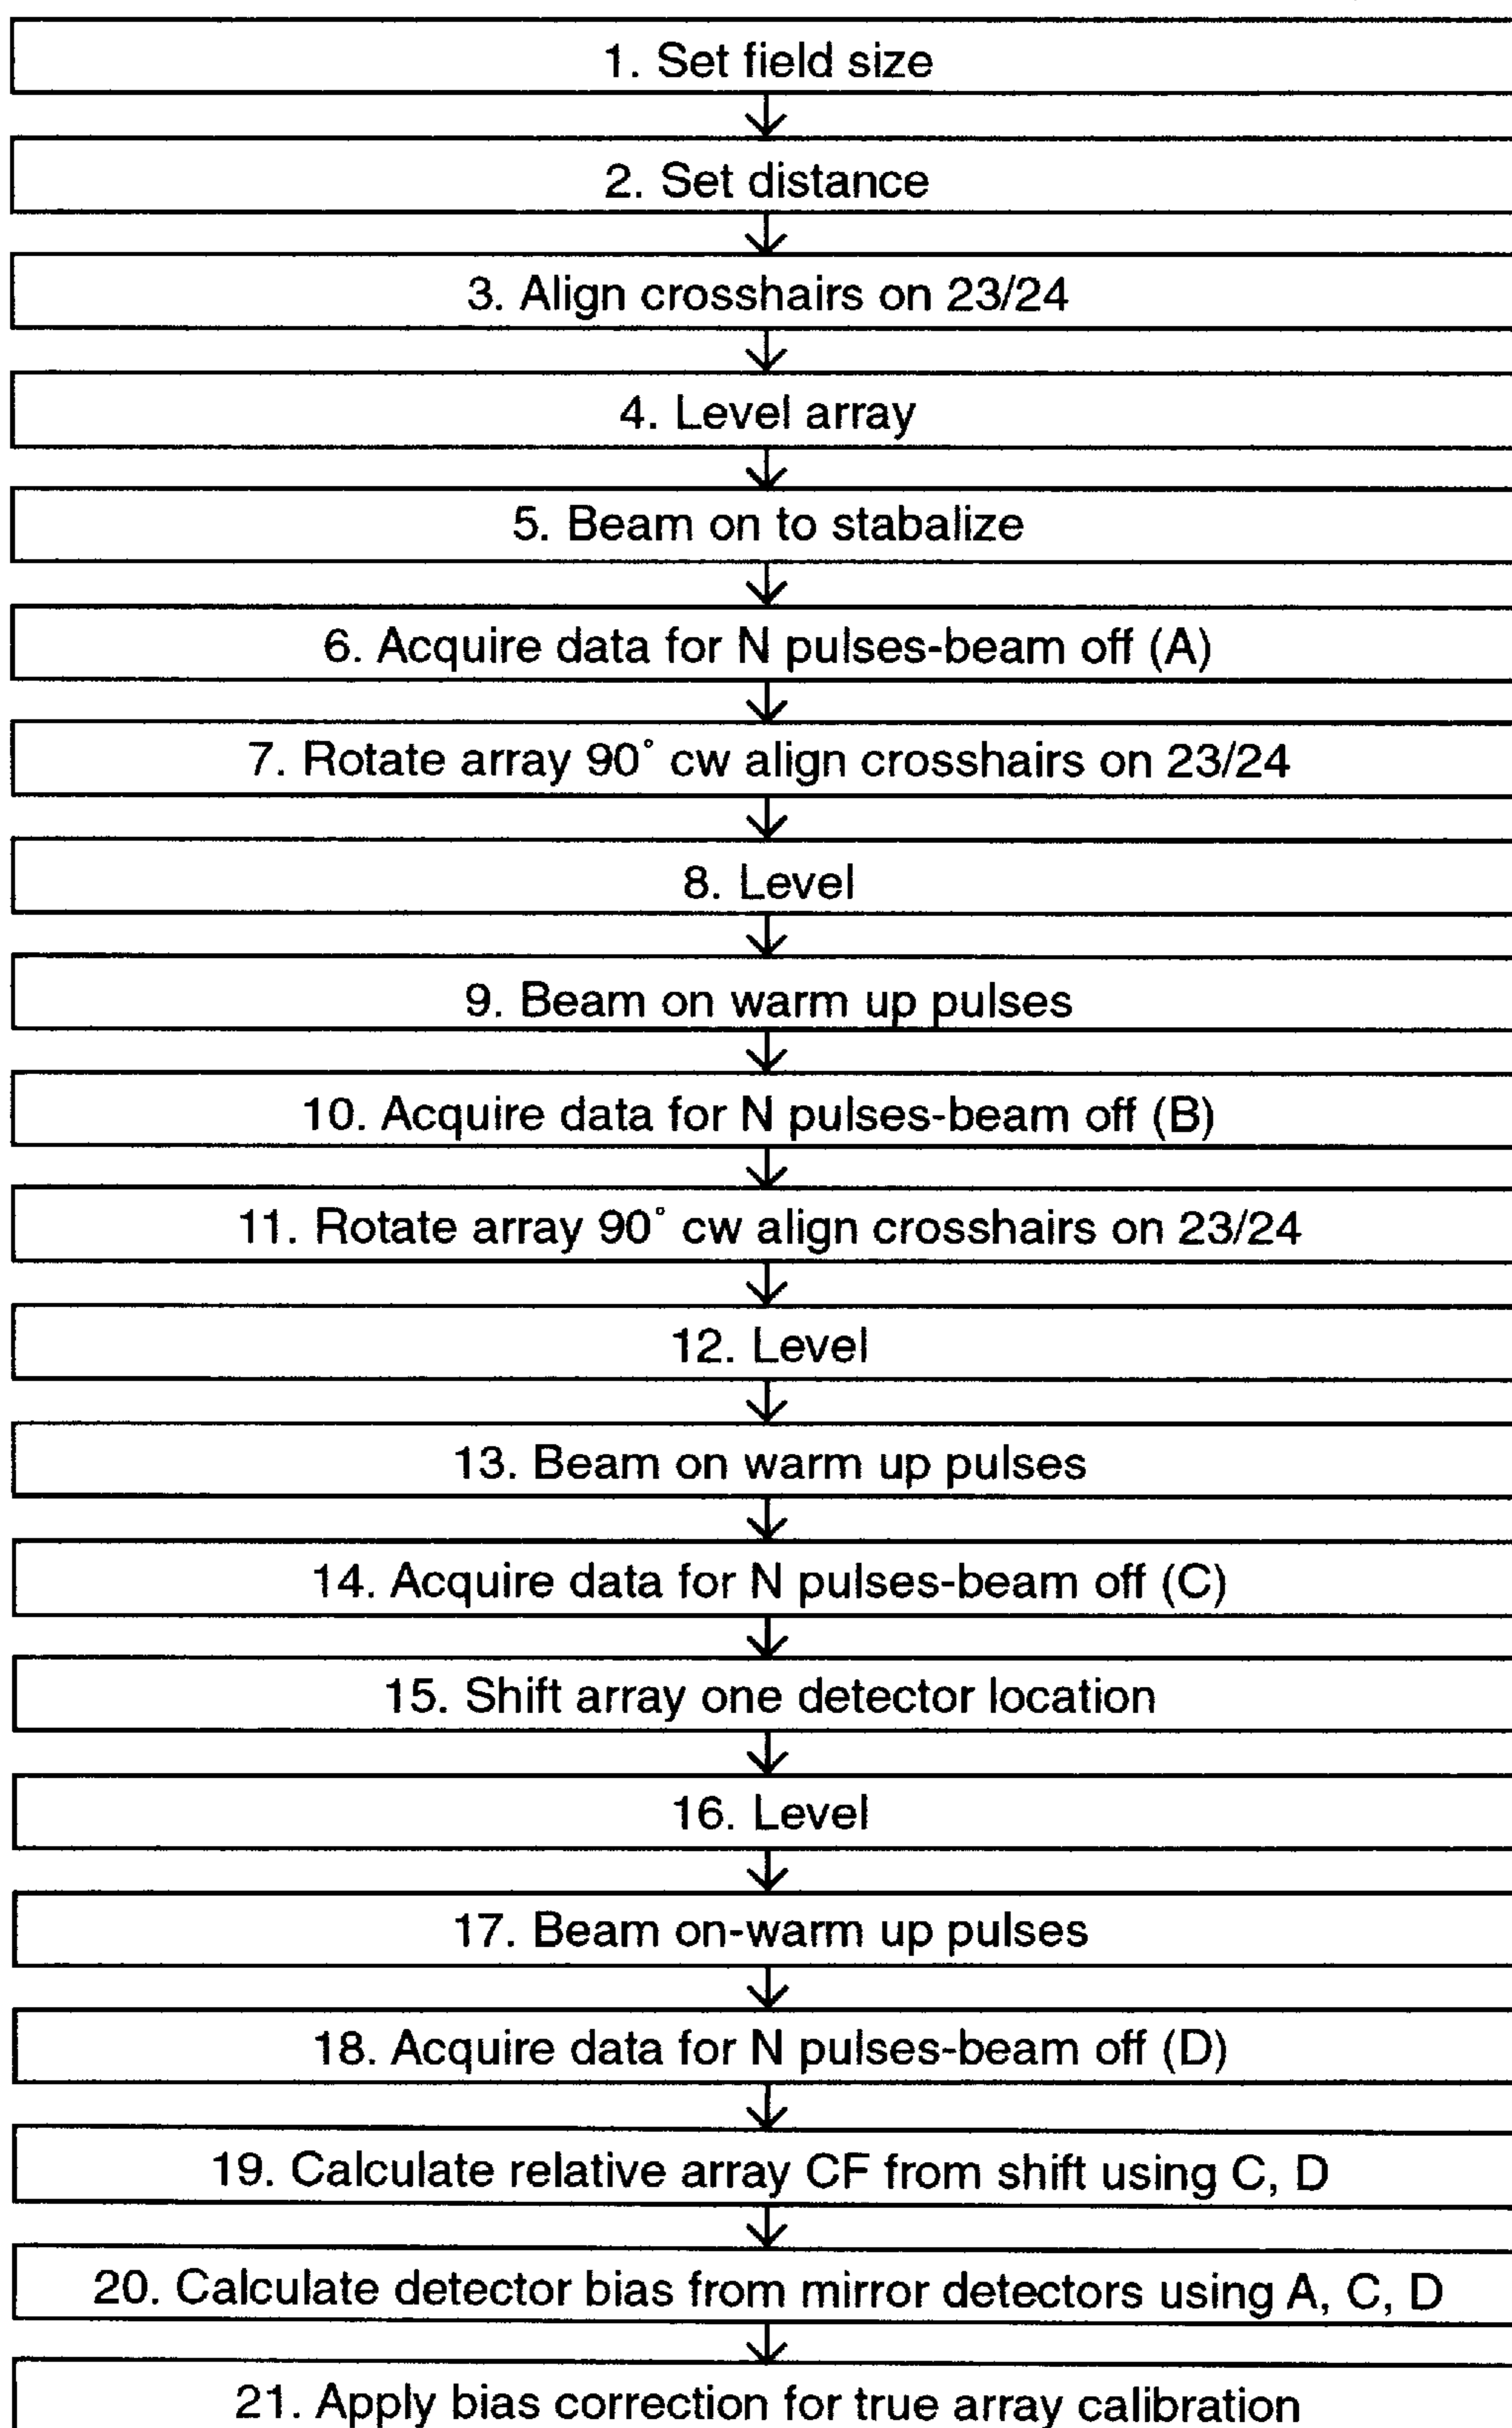 1. Set field size
2. Set distance
3. Align crosshairs on 23/24
4. Level array
5. Beam on to stabalize
6. Acquire data for N pulses-beam off (A)
7. Rotate array 90° cw align crosshairs on 23/24
8. Level
9. Beam on warm up pulses
10. Acquire data for N pulses-beam off (B)
11. Rotate array 90° cw align crosshairs on 23/24
12. Level
13. Beam on warm up pulses
14. Acquire data for N pulses-beam off (C)
15. Shift array one detector location
16. Level
17. Beam on-warm up pulses
18. Acquire data for N pulses-beam off (D)
19. Calculate relative array CF from shift using C, D
20. Calculate detector bias from mirror detectors using A, C, D
21. Apply bias correction for true array calibration